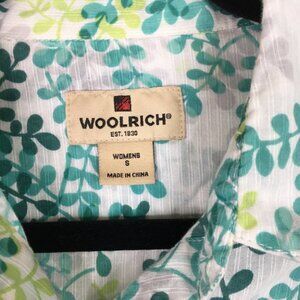 WOOLRICH®
EST. 1830
WOMENS
S
MADE IN CHINA